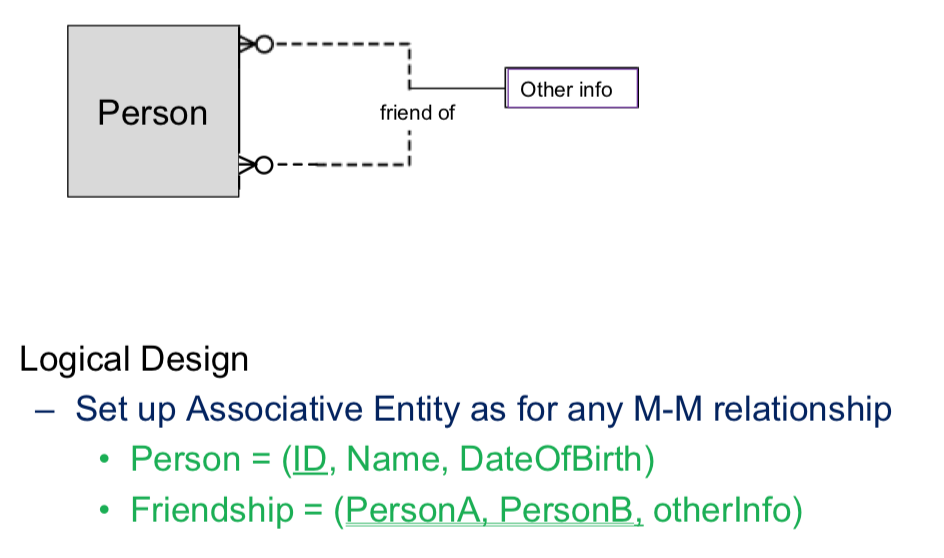 Person
Other info
friend of
Logical Design
– Set up Associative Entity as for any M-M relationship
• Person = (ID, Name, DateOfBirth)
• Friendship = (PersonA, PersonB, otherInfo)